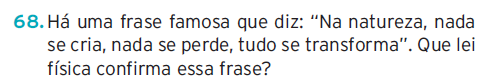 68. Há uma frase famosa que diz: “Na natureza, nada
se cria, nada se perde, tudo se transforma”. Que lei
física confirma essa frase?